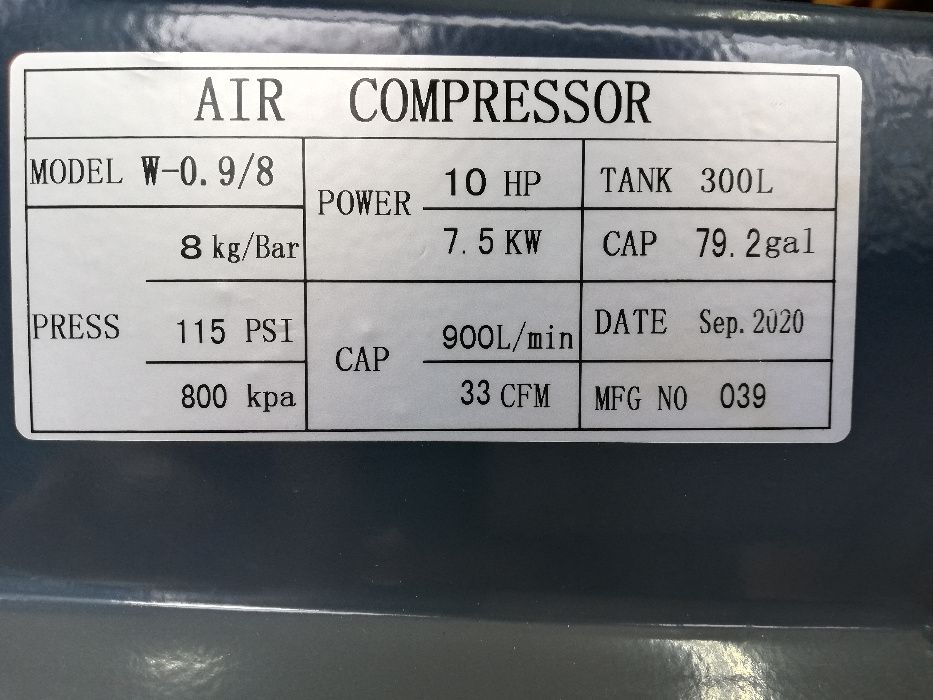 AIR COMPRESSOR
MODEL W-0.9/8
PRESS
8 kg/Bar
115 PSI
800 kpa
POWER
10 HP
7.5 KW
CAP
900L/min
33 CFM
TANK 300L
CAP 79.2gal
DATE Sep.2020
MFG NO 039